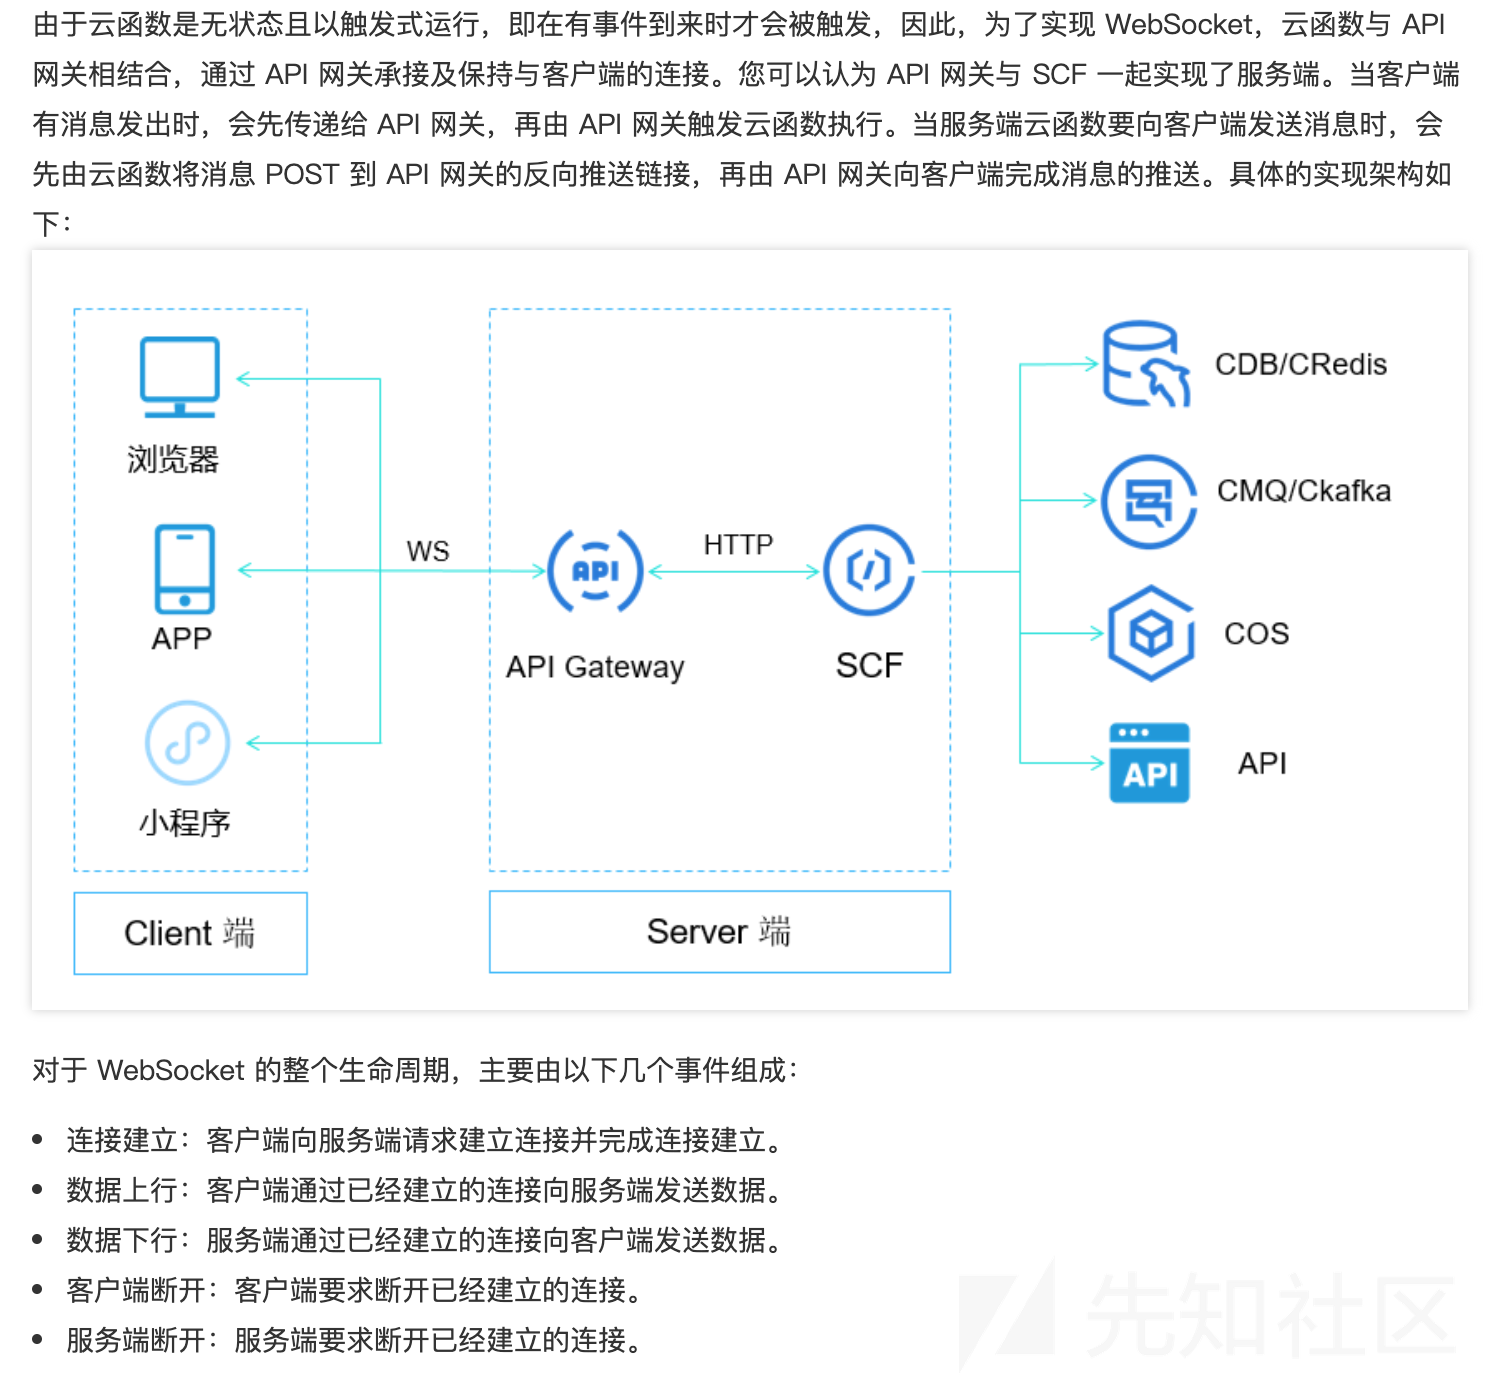 由于云函数是无状态且以触发式运行，即在有事件到来时才会被触发，因此，为了实现 WebSocket，云函数与 API
网关相结合，通过 API 网关承接及保持与客户端的连接。您可以认为 API 网关与 SCF 一起实现了服务端。当客户端
有消息发出时，会先传递给 API 网关，再由 API 网关触发云函数执行。当服务端云函数要向客户端发送消息时，会
先由云函数将消息 POST 到 API 网关的反向推送链接，再由 API 网关向客户端完成消息的推送。具体的实现架构如
下：
浏览器
APP
小程序
Client 端
WS
API
API Gateway
HTTP
SCF
Server 端
CDB/CRedis
CMQ/Ckafka
COS
API
API
对于 WebSocket 的整个生命周期，主要由以下几个事件组成：
• 连接建立：客户端向服务端请求建立连接并完成连接建立。
• 数据上行：客户端通过已经建立的连接向服务端发送数据。
• 数据下行：服务端通过已经建立的连接向客户端发送数据。
• 客户端断开：客户端要求断开已经建立的连接。
• 服务端断开：服务端要求断开已经建立的连接。
先知社区